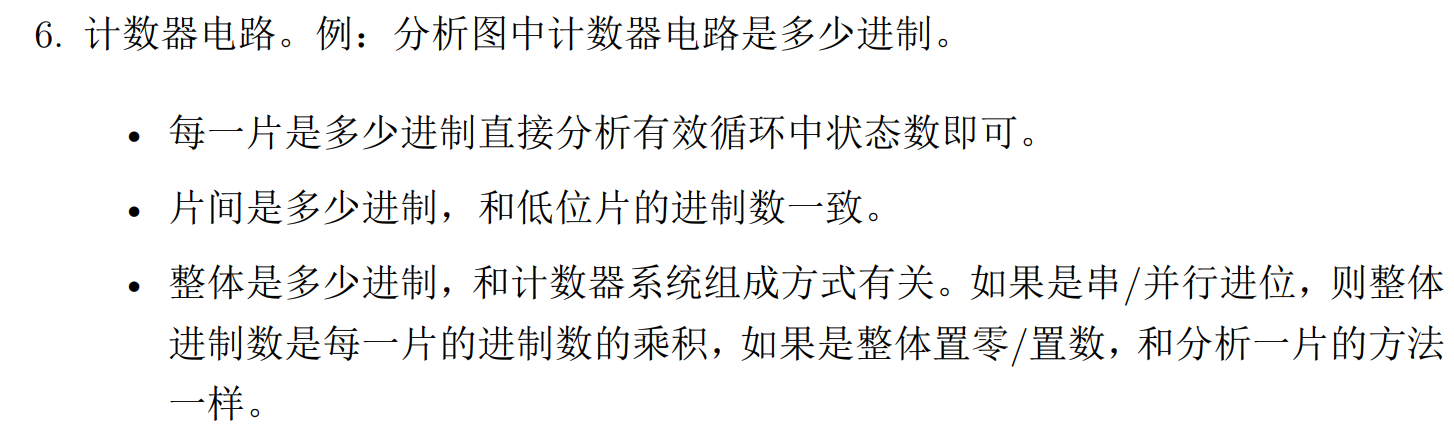 6. 计数器电路。例：分析图中计数器电路是多少进制。
• 每一片是多少进制直接分析有效循环中状态数即可。
• 片间是多少进制，和低位片的进制数一致。
• 整体是多少进制，和计数器系统组成方式有关。如果是串/并行进位，则整体
进制数是每一片的进制数的乘积，如果是整体置零/置数，和分析一片的方法
一样。